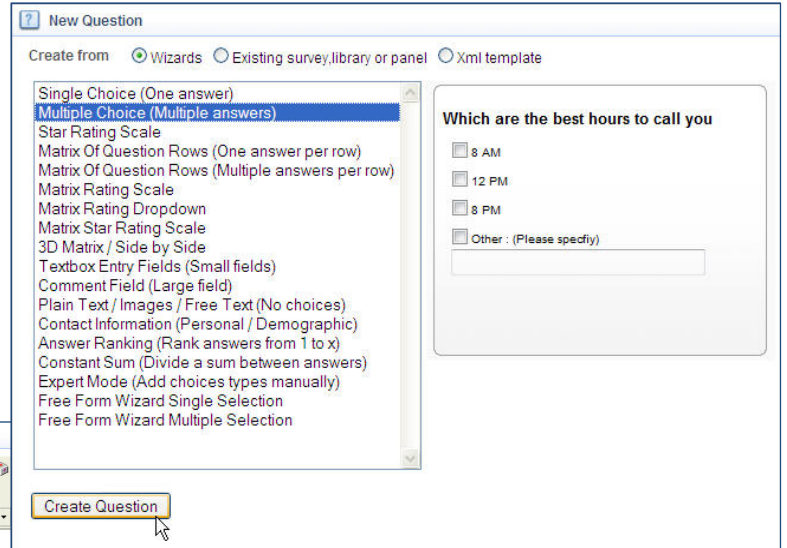 New Question
Create from Wizards Existing survey,library or panel Xml template
Single Choice (One answer)
Multiple Choice (Multiple answers)
Star Rating Scale
Matrix Of Question Rows (One answer per row)
Matrix Of Question Rows (Multiple answers per row)
Matrix Rating Scale
Matrix Rating Dropdown
Matrix Star Rating Scale
3D Matrix / Side by Side
Textbox Entry Fields (Small fields)
Comment Field (Large field)
Plain Text / Images / Free Text (No choices)
Contact Information (Personal / Demographic)
Answer Ranking (Rank answers from 1 to x)
Constant Sum (Divide a sum between answers)
Expert Mode (Add choices types manually)
Free Form Wizard Single Selection
Free Form Wizard Multiple Selection
Which are the best hours to call you
8 AM
12 PM
8 PM
Other : (Please specfiy)
Create Question